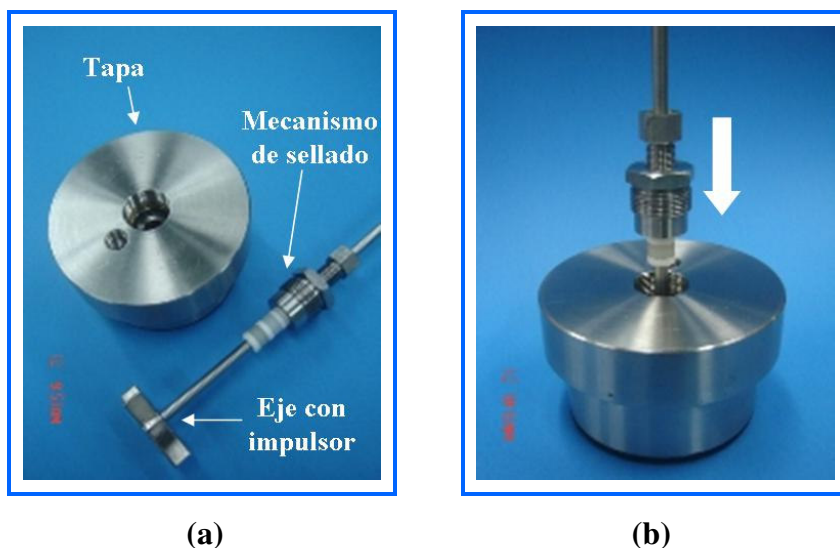 Tapa
Mecanismo
de sellado
Eje con
impulsor
(a)
(b)